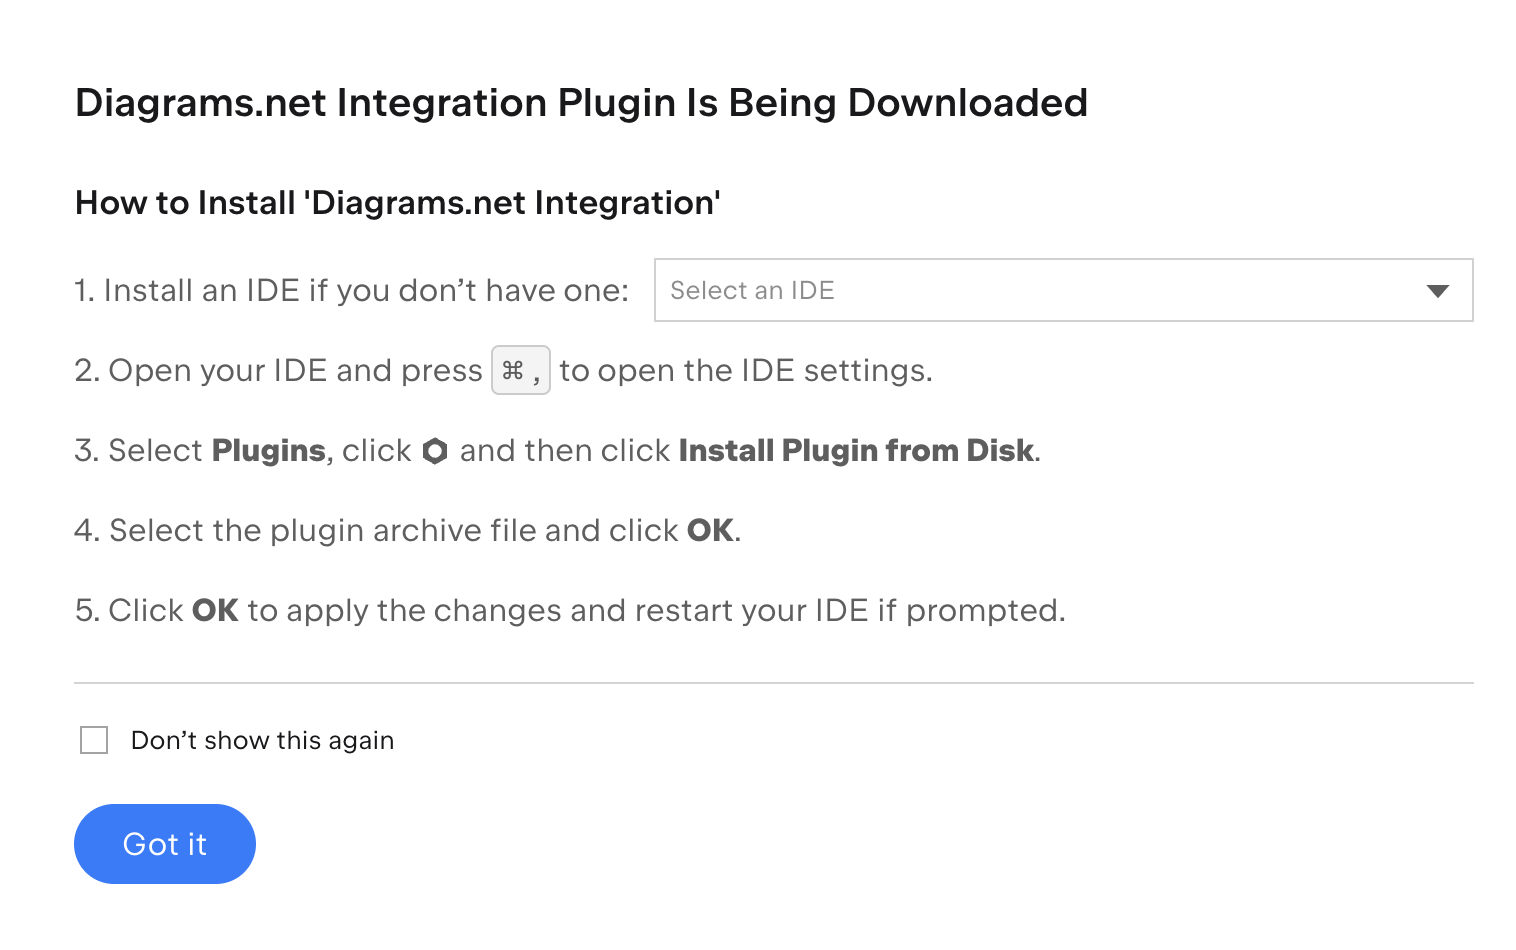 Diagrams.net Integration Plugin Is Being Downloaded
How to Install 'Diagrams.net Integration'
1. Install an IDE if you don’t have one: Select an IDE
2. Open your IDE and press ⌘ , to open the IDE settings.
3. Select Plugins, click and then click Install Plugin from Disk.
4. Select the plugin archive file and click OK.
5. Click OK to apply the changes and restart your IDE if prompted.
Don’t show this again
Got it